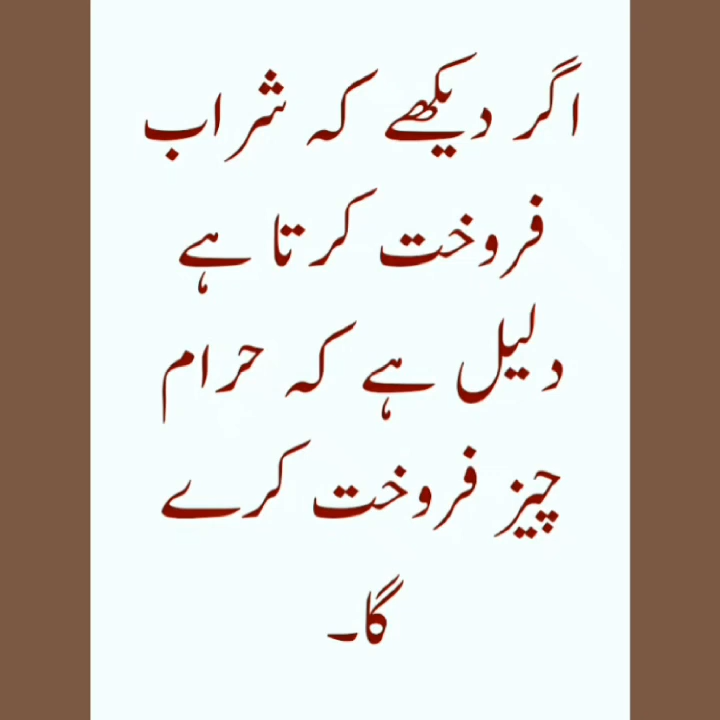 اگر دیکھے کہ شراب
فروخت کرتا ہے
دلیل ہے کہ حرام
چیز فروخت کرے
گا۔